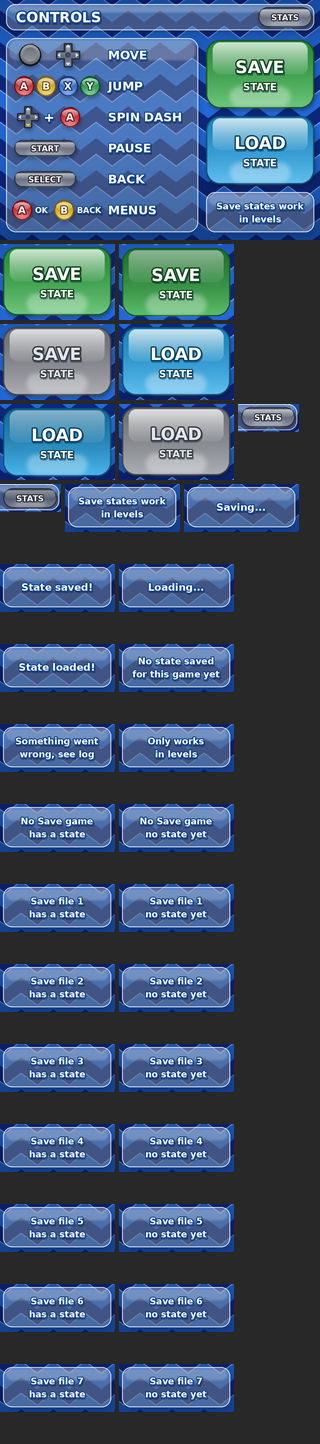 CONTROLS
STATS
MOVE
A B X Y JUMP
+ A SPIN DASH
START PAUSE
SELECT BACK
A OK B BACK MENUS
SAVE
STATE
LOAD
STATE
Save states work
in levels
SAVE
STATE
SAVE
STATE
SAVE
STATE
LOAD
STATE
LOAD
STATE
LOAD
STATE
STATS
STATS
Save states work
in levels
Saving...
State saved!
Loading...
State loaded!
No state saved
for this game yet
Something went
wrong, see log
Only works
in levels
No Save game
has a state
No Save game
no state yet
Save file 1
has a state
Save file 1
no state yet
Save file 2
has a state
Save file 2
no state yet
Save file 3
has a state
Save file 3
no state yet
Save file 4
has a state
Save file 4
no state yet
Save file 5
has a state
Save file 5
no state yet
Save file 6
has a state
Save file 6
no state yet
Save file 7
has a state
Save file 7
no state yet